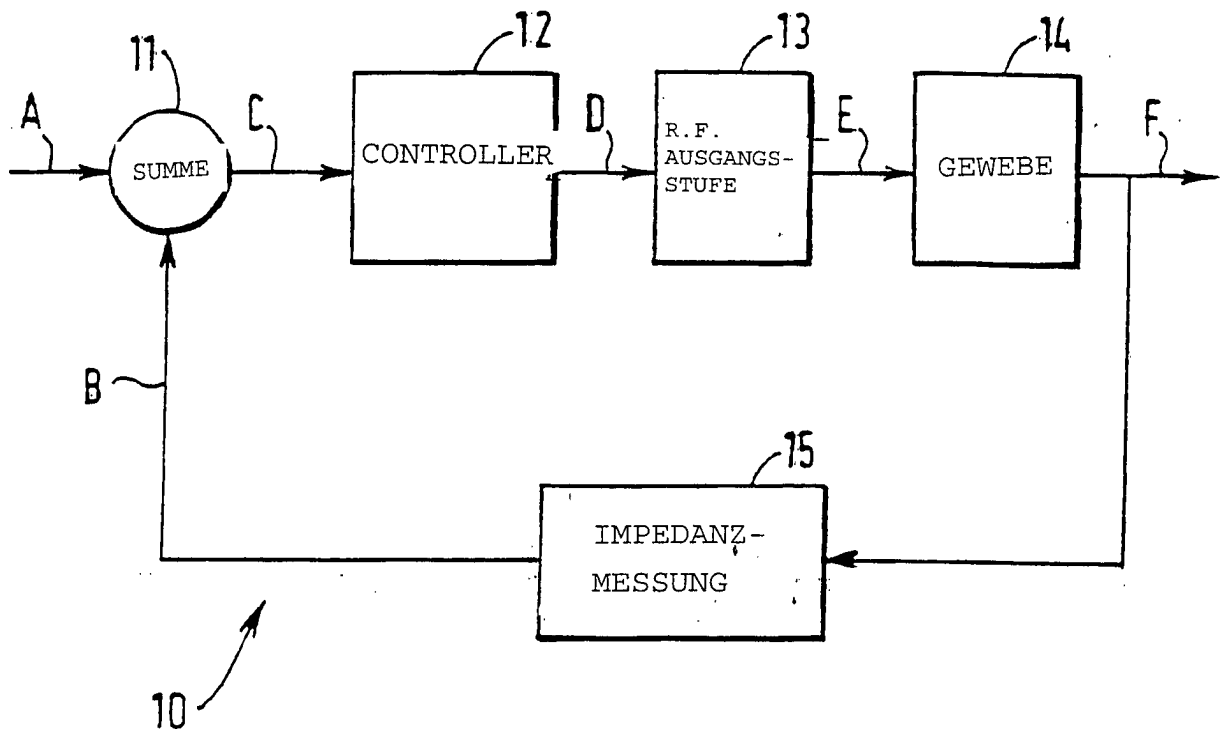 11
12
13
14
A
C
D
E
F
SUMME
CONTROLLER
R.F.
AUSGANGS-
STUFE
GEWEBE
B
15
IMPEDANZ-
MESSUNG
10